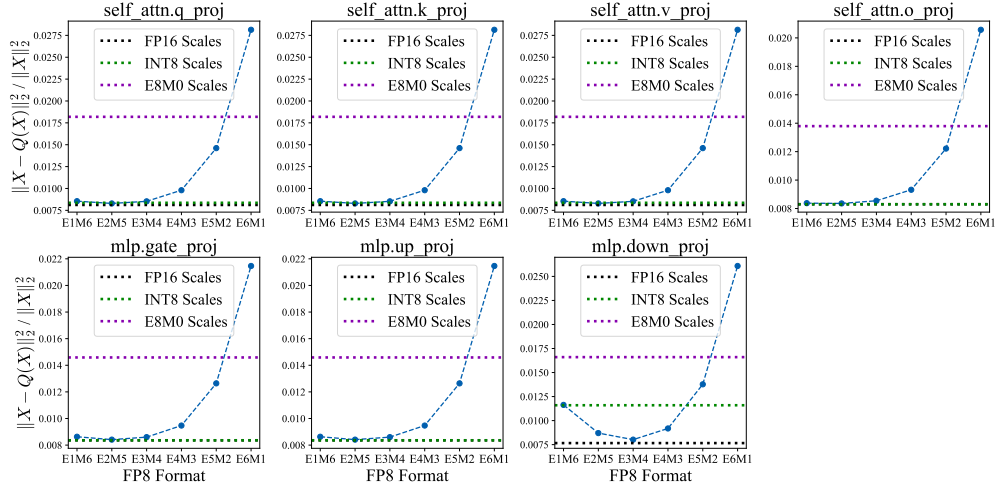 self_attn.q_proj
||X − Q(X)||₂² / ||X||₂²
0.0275
0.0250
0.0225
0.0200
0.0175
0.0150
0.0125
0.0100
0.0075
FP16 Scales
INT8 Scales
E8M0 Scales
E1M6 E2M5 E3M4 E4M3 E5M2 E6M1
self_attn.k_proj
0.0275
0.0250
0.0225
0.0200
0.0175
0.0150
0.0125
0.0100
0.0075
FP16 Scales
INT8 Scales
E8M0 Scales
E1M6 E2M5 E3M4 E4M3 E5M2 E6M1
self_attn.v_proj
0.0275
0.0250
0.0225
0.0200
0.0175
0.0150
0.0125
0.0100
0.0075
FP16 Scales
INT8 Scales
E8M0 Scales
E1M6 E2M5 E3M4 E4M3 E5M2 E6M1
self_attn.o_proj
0.020
0.018
0.016
0.014
0.012
0.010
0.008
FP16 Scales
INT8 Scales
E8M0 Scales
E1M6 E2M5 E3M4 E4M3 E5M2 E6M1
mlp.gate_proj
||X − Q(X)||₂² / ||X||₂²
0.022
0.020
0.018
0.016
0.014
0.012
0.010
0.008
FP16 Scales
INT8 Scales
E8M0 Scales
E1M6 E2M5 E3M4 E4M3 E5M2 E6M1
FP8 Format
mlp.up_proj
0.022
0.020
0.018
0.016
0.014
0.012
0.010
0.008
FP16 Scales
INT8 Scales
E8M0 Scales
E1M6 E2M5 E3M4 E4M3 E5M2 E6M1
FP8 Format
mlp.down_proj
0.0250
0.0225
0.0200
0.0175
0.0150
0.0125
0.0100
0.0075
FP16 Scales
INT8 Scales
E8M0 Scales
E1M6 E2M5 E3M4 E4M3 E5M2 E6M1
FP8 Format